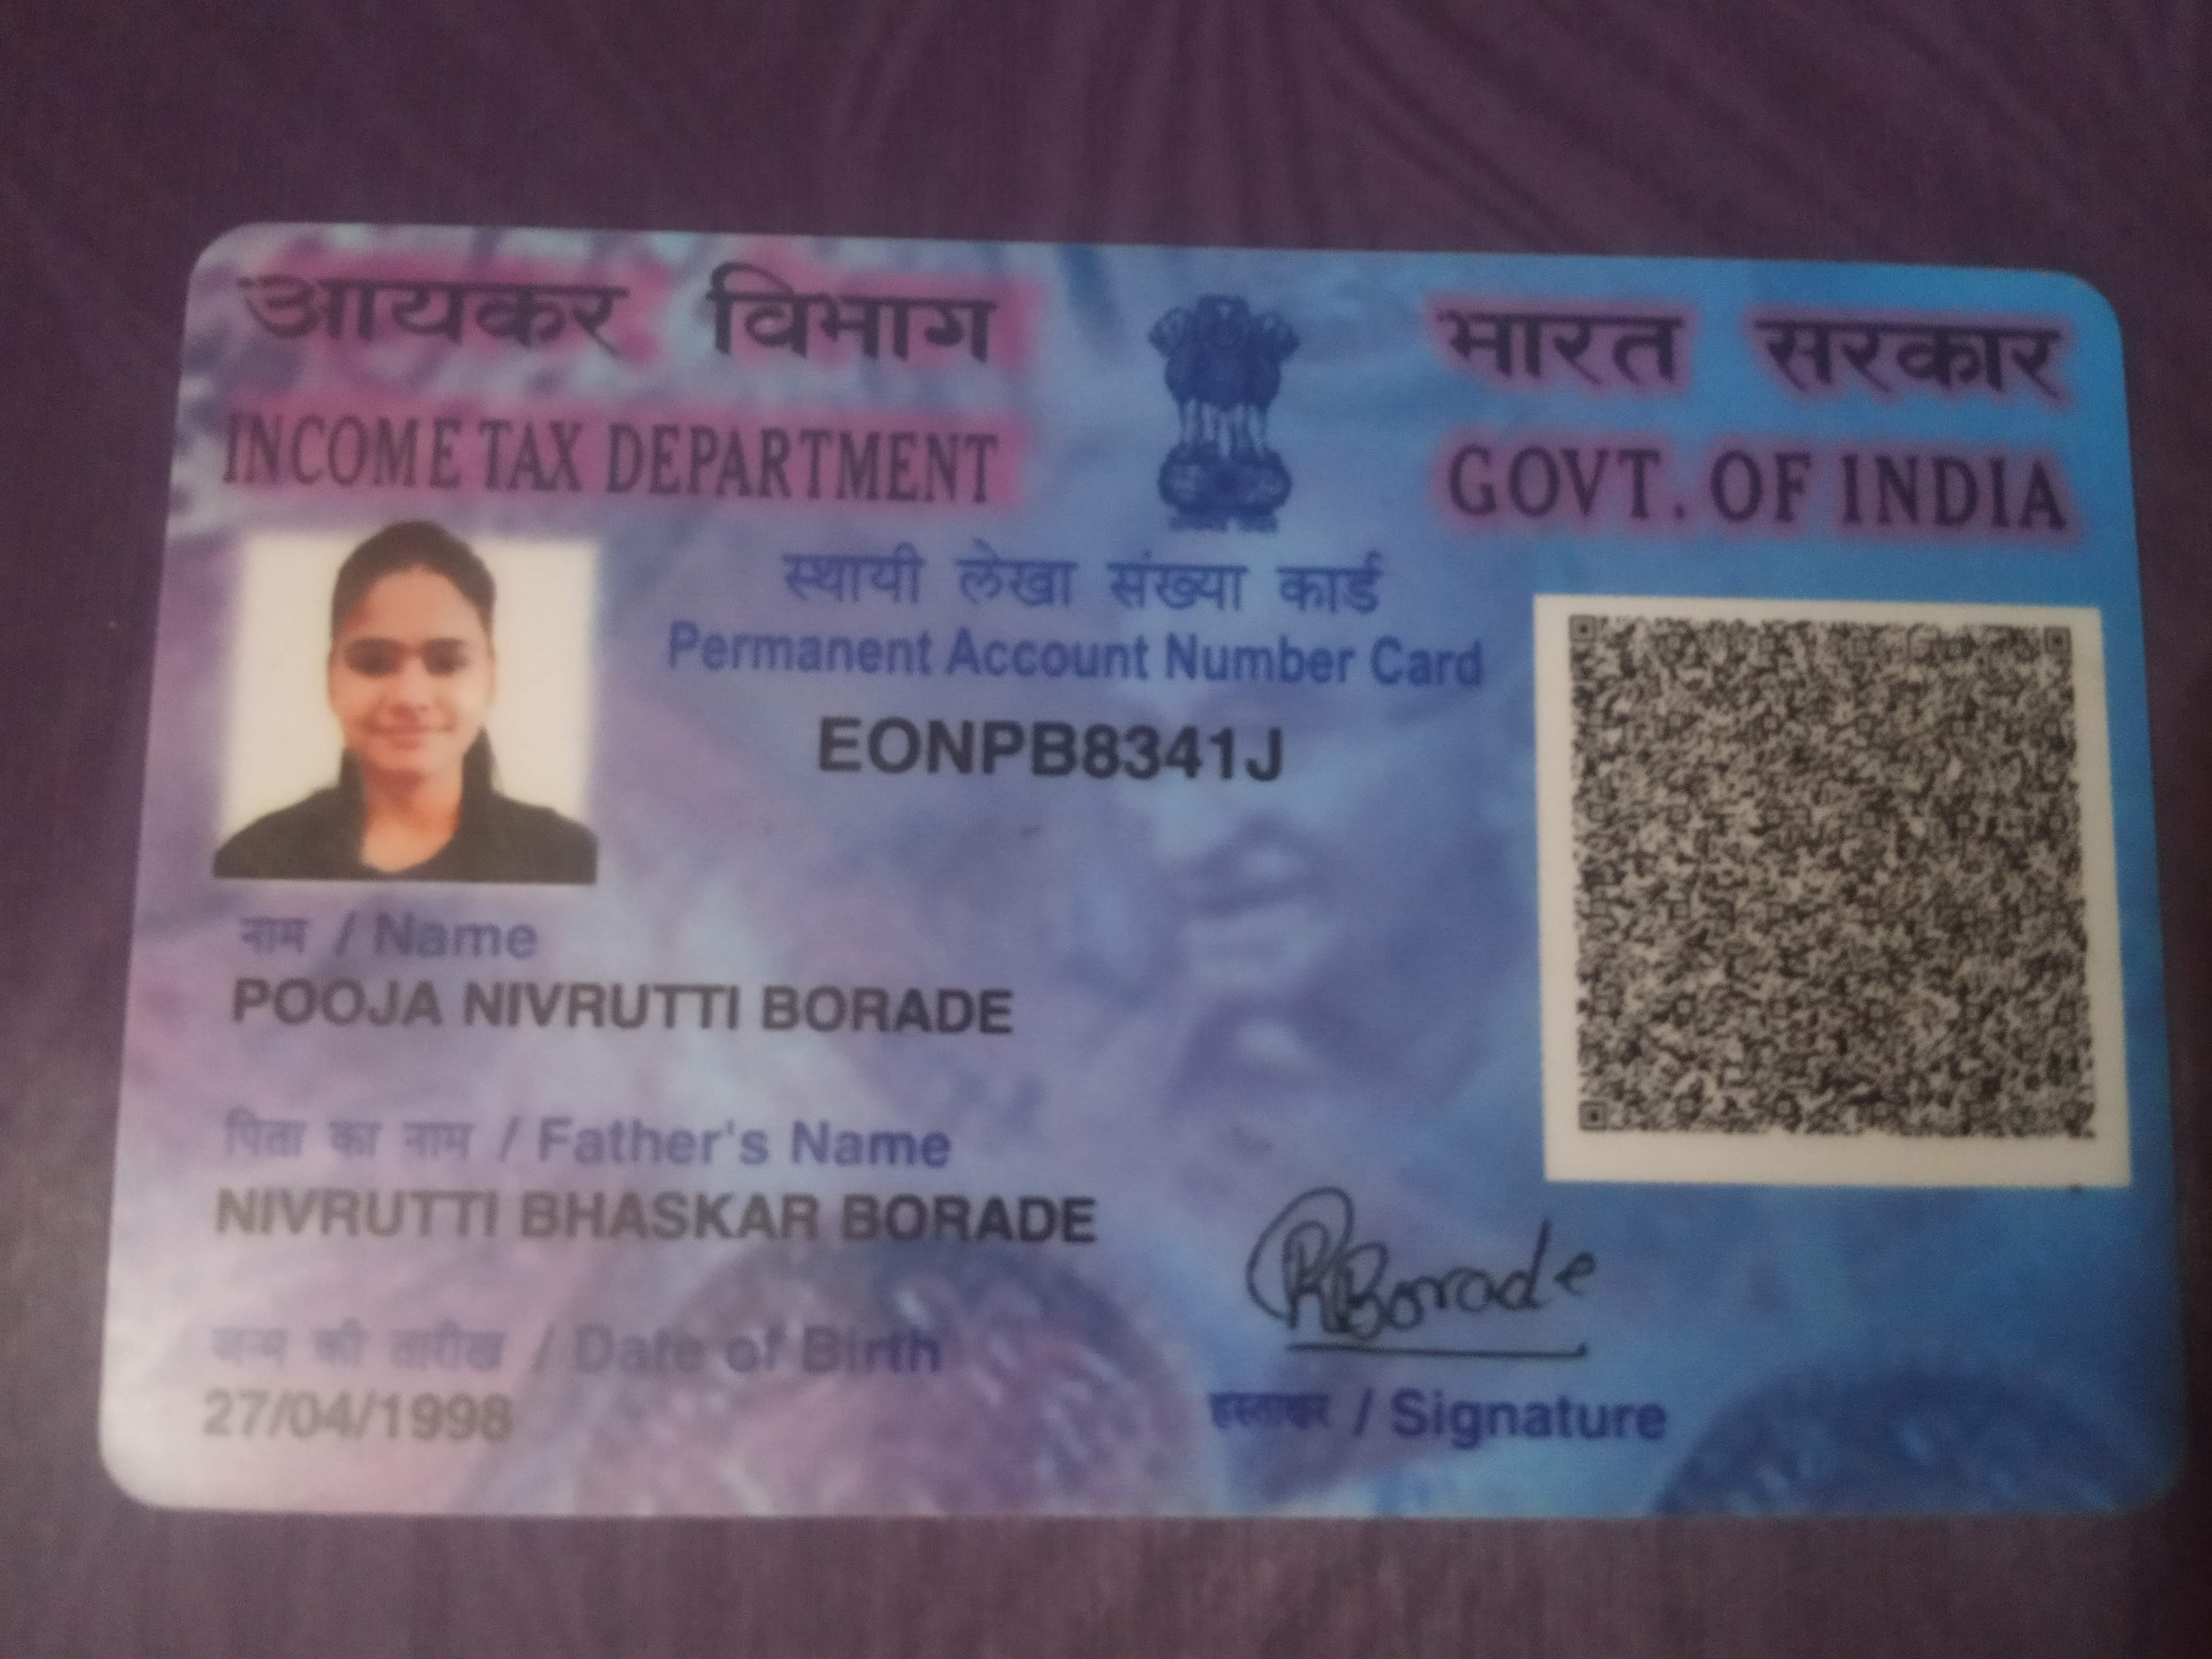 आयकर विभाग
INCOME TAX DEPARTMENT
भारत सरकार
GOVT. OF INDIA
स्थायी लेखा संख्या कार्ड
Permanent Account Number Card
EONPB8341J
नाम / Name
POOJA NIVRUTTI BORADE
पिता का नाम / Father's Name
NIVRUTTI BHASKAR BORADE
जन्म की तारीख / Date of Birth
27/04/1998
Borade
हस्ताक्षर / Signature